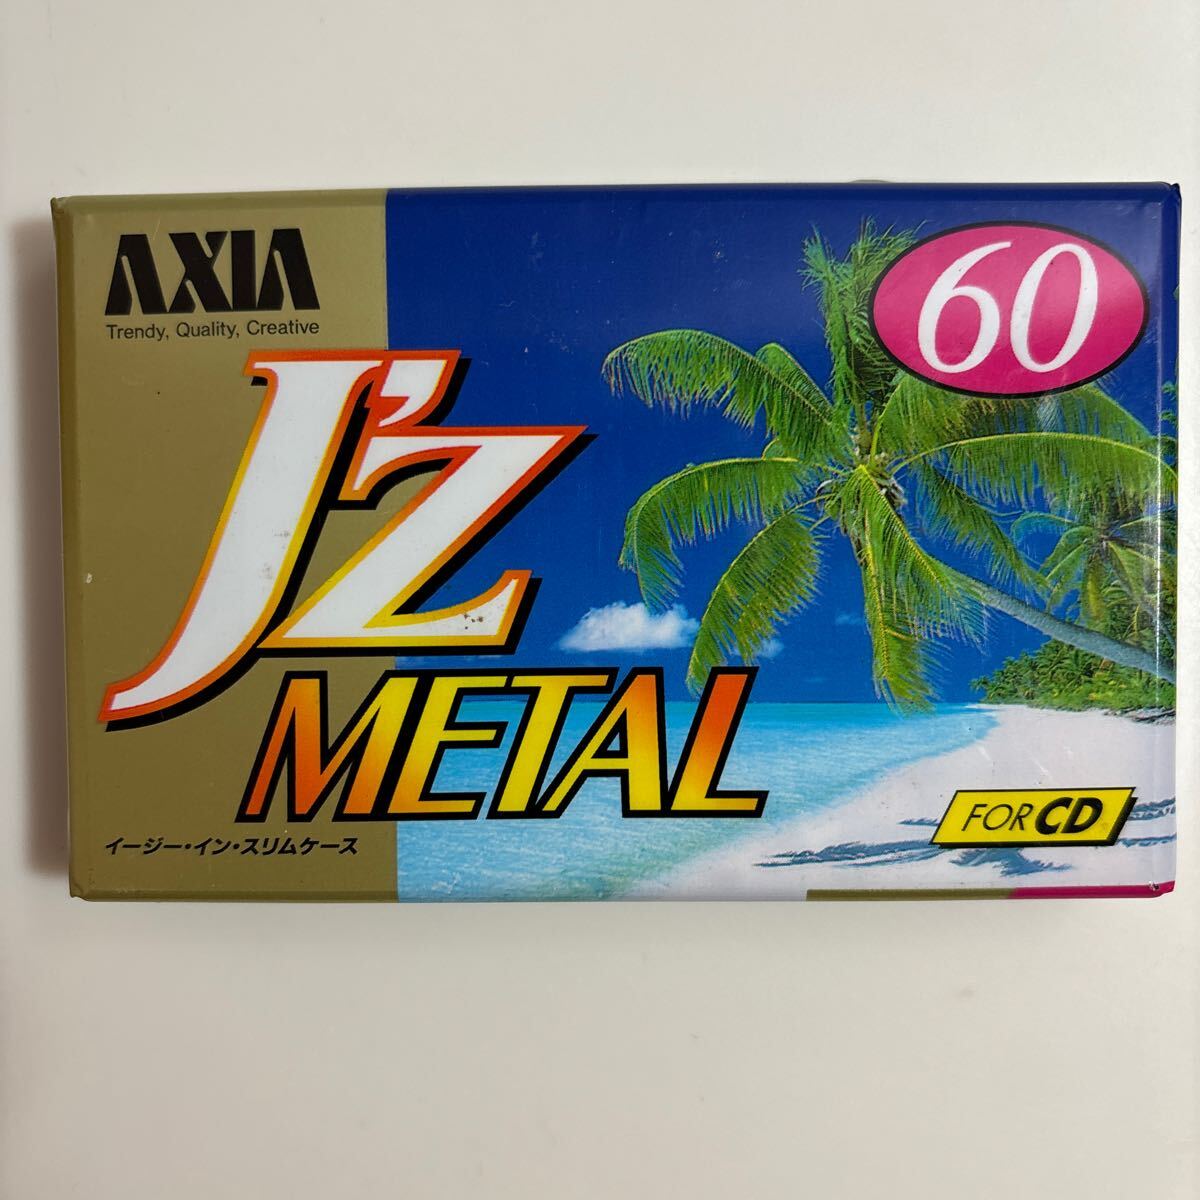 AXIA
Trendy, Quality, Creative
60
J'Z
METAL
イージー・イン・スリムケース
FOR CD